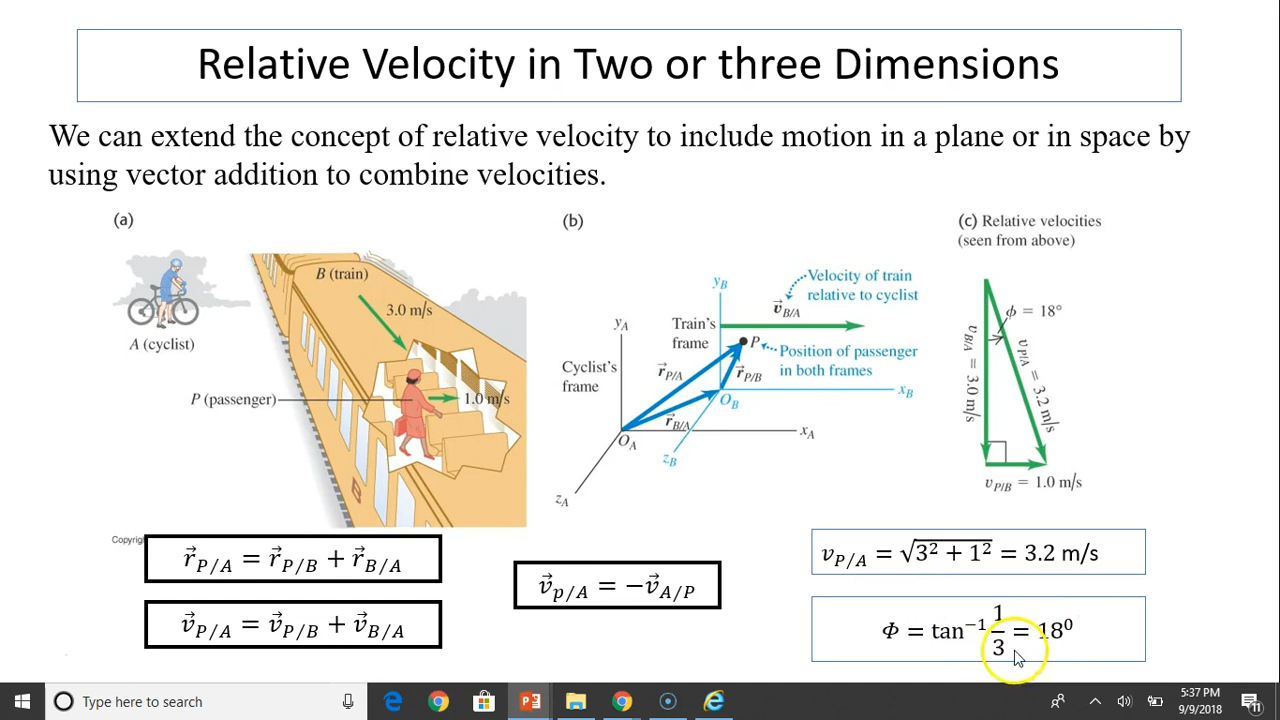 Relative Velocity in Two or three Dimensions
We can extend the concept of relative velocity to include motion in a plane or in space by
using vector addition to combine velocities.
(a)
B (train)
3.0 m/s
A (cyclist)
P (passenger)
1.0 m/s
(b)
y_B
Velocity of train
relative to cyclist
v⃗_B/A
y_A
Train's
frame
P
Position of passenger
in both frames
Cyclist's
frame
r⃗_P/A
r⃗_P/B
x_B
O_B
r⃗_B/A
x_A
O_A
z_B
z_A
(c) Relative velocities
(seen from above)
ϕ = 18°
v_B/A = 3.0 m/s
v_P/A = 3.2 m/s
v_P/B = 1.0 m/s
r⃗_P/A = r⃗_P/B + r⃗_B/A
v⃗_P/A = v⃗_P/B + v⃗_B/A
v⃗_p/A = −v⃗_A/P
v_P/A = √3² + 1² = 3.2 m/s
Φ = tan⁻¹ 1/3 = 18⁰
Type here to search
5:37 PM
9/9/2018
11